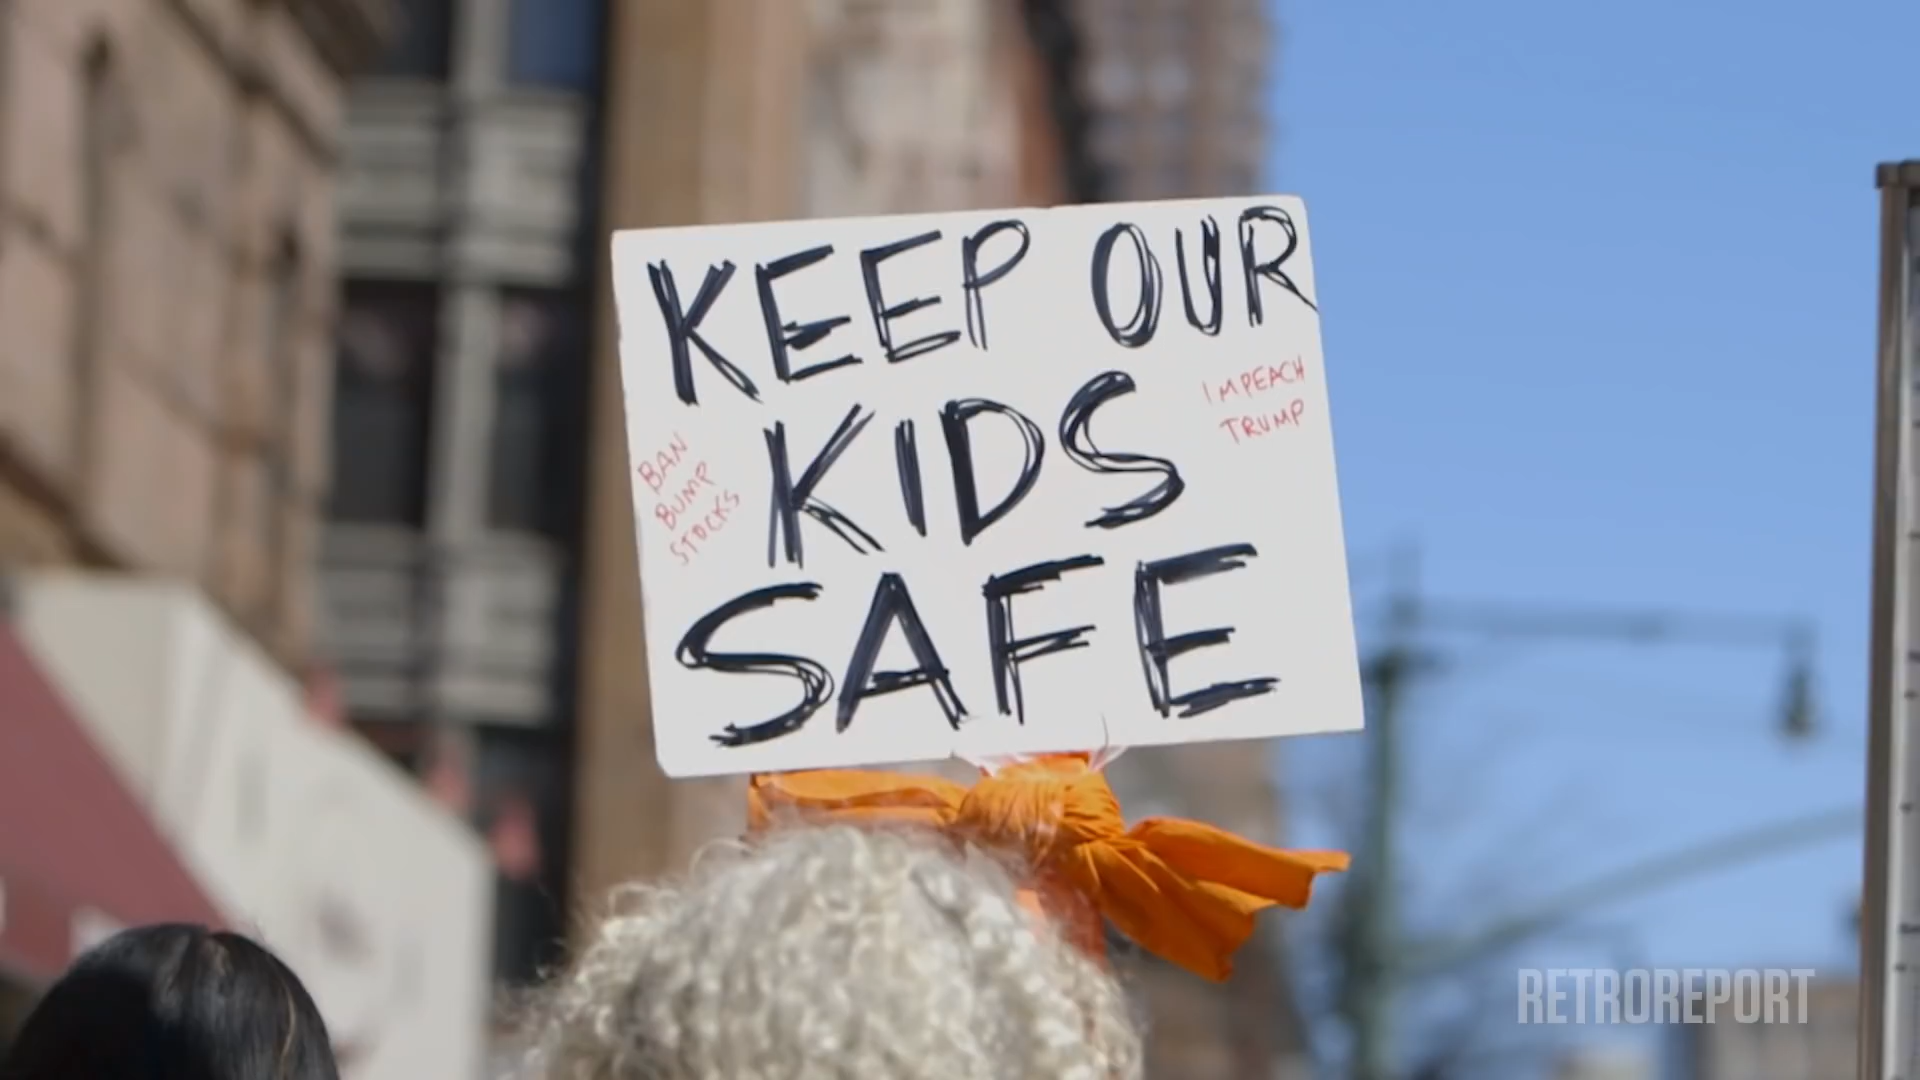 KEEP OUR
KIDS
SAFE
BAN
BUMP
STOCKS
IMPEACH
TRUMP
RETROREPORT